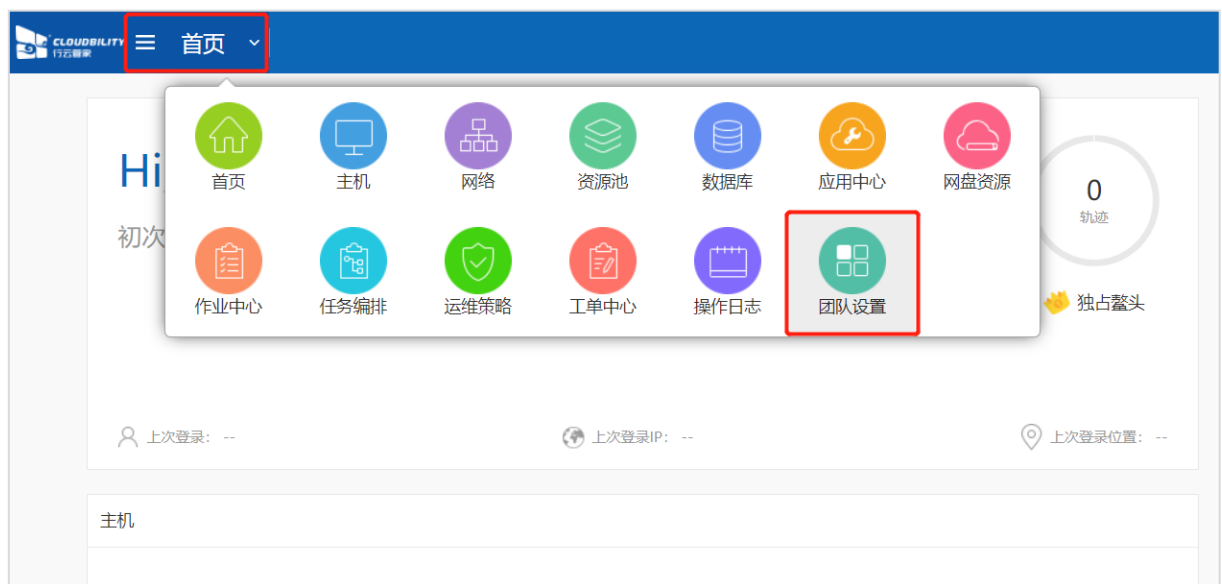 CLOUDBILITY
行云管家
首页
首页 主机 网络 资源池 数据库 应用中心 网盘资源
作业中心 任务编排 运维策略 工单中心 操作日志 团队设置
Hi
初次
0
轨迹
独占鳌头
上次登录： --
上次登录IP： --
上次登录位置： --
主机